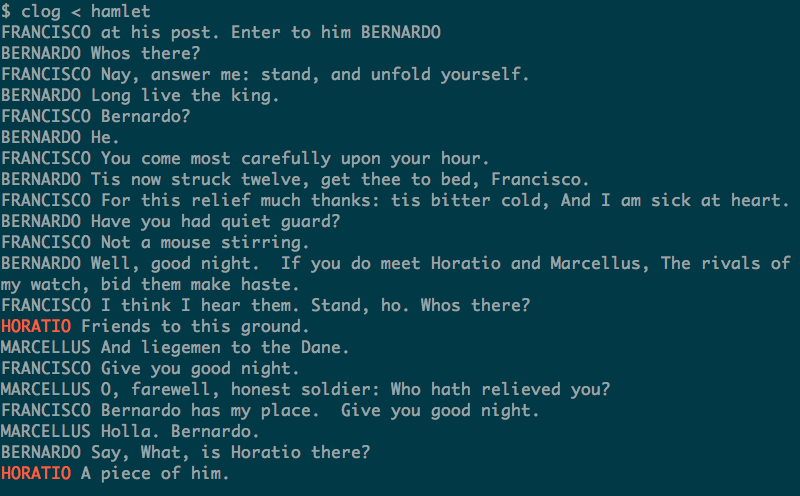 $ clog < hamlet
FRANCISCO at his post. Enter to him BERNARDO
BERNARDO Whos there?
FRANCISCO Nay, answer me: stand, and unfold yourself.
BERNARDO Long live the king.
FRANCISCO Bernardo?
BERNARDO He.
FRANCISCO You come most carefully upon your hour.
BERNARDO Tis now struck twelve, get thee to bed, Francisco.
FRANCISCO For this relief much thanks: tis bitter cold, And I am sick at heart.
BERNARDO Have you had quiet guard?
FRANCISCO Not a mouse stirring.
BERNARDO Well, good night.  If you do meet Horatio and Marcellus, The rivals of
my watch, bid them make haste.
FRANCISCO I think I hear them. Stand, ho. Whos there?
HORATIO Friends to this ground.
MARCELLUS And liegemen to the Dane.
FRANCISCO Give you good night.
MARCELLUS O, farewell, honest soldier: Who hath relieved you?
FRANCISCO Bernardo has my place.  Give you good night.
MARCELLUS Holla. Bernardo.
BERNARDO Say, What, is Horatio there?
HORATIO A piece of him.